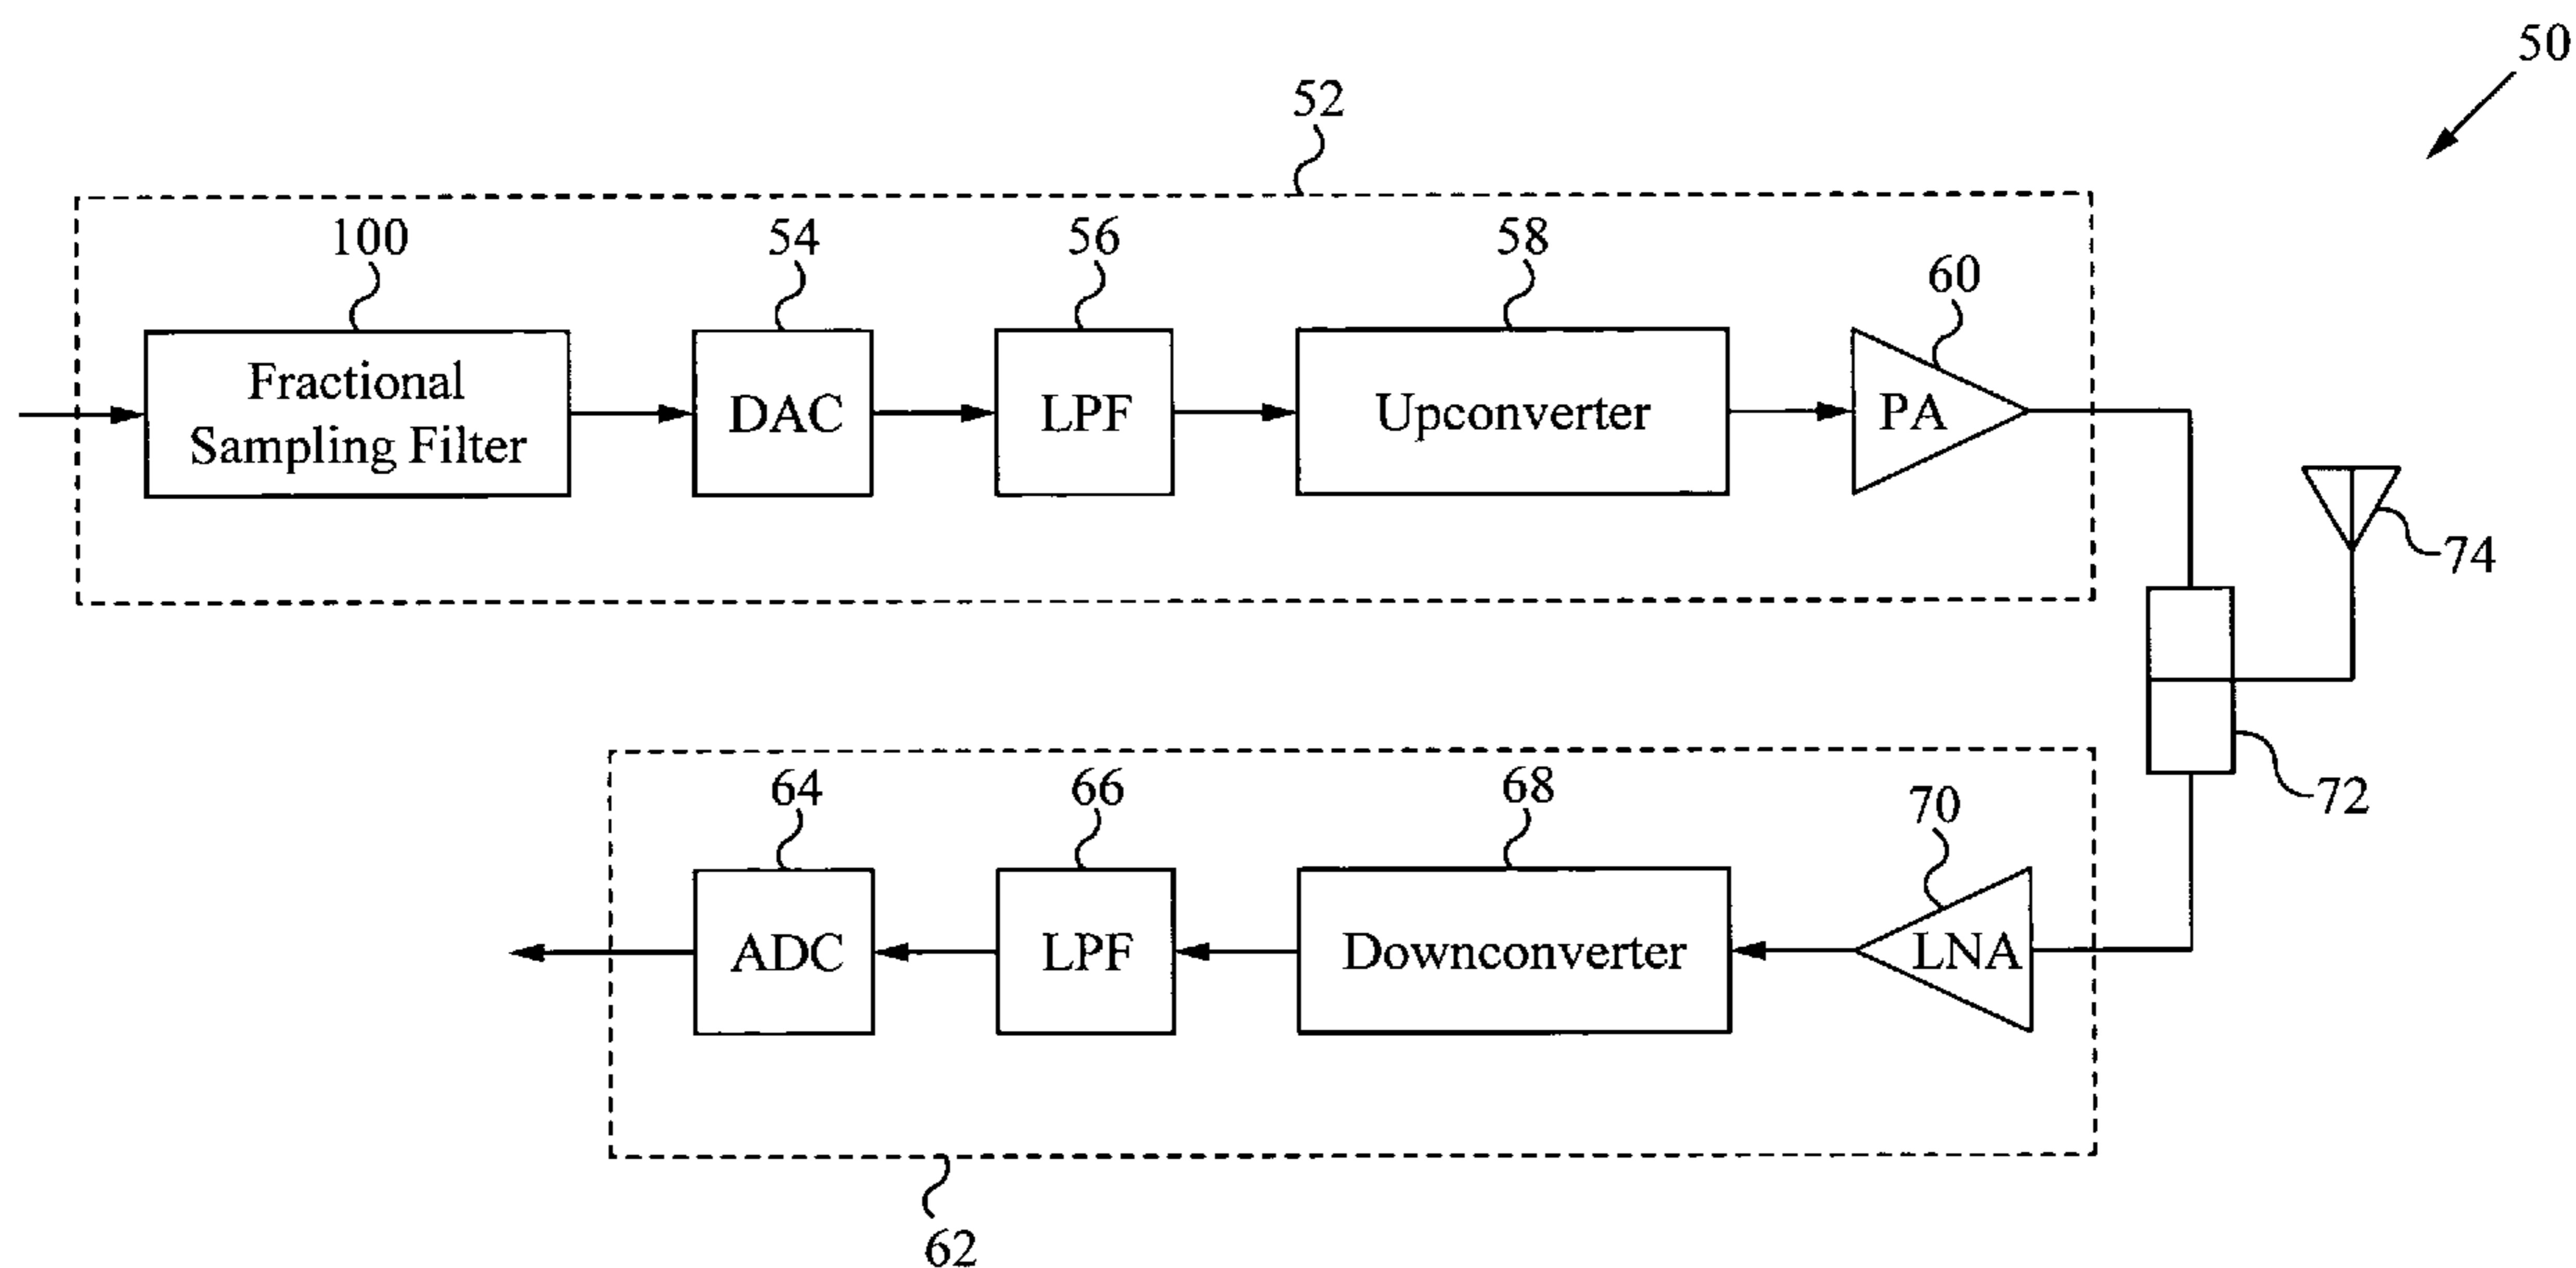 50
52
100
54
56
58
60
Fractional
Sampling Filter
DAC
LPF
Upconverter
PA
74
72
64
66
68
70
ADC
LPF
Downconverter
LNA
62